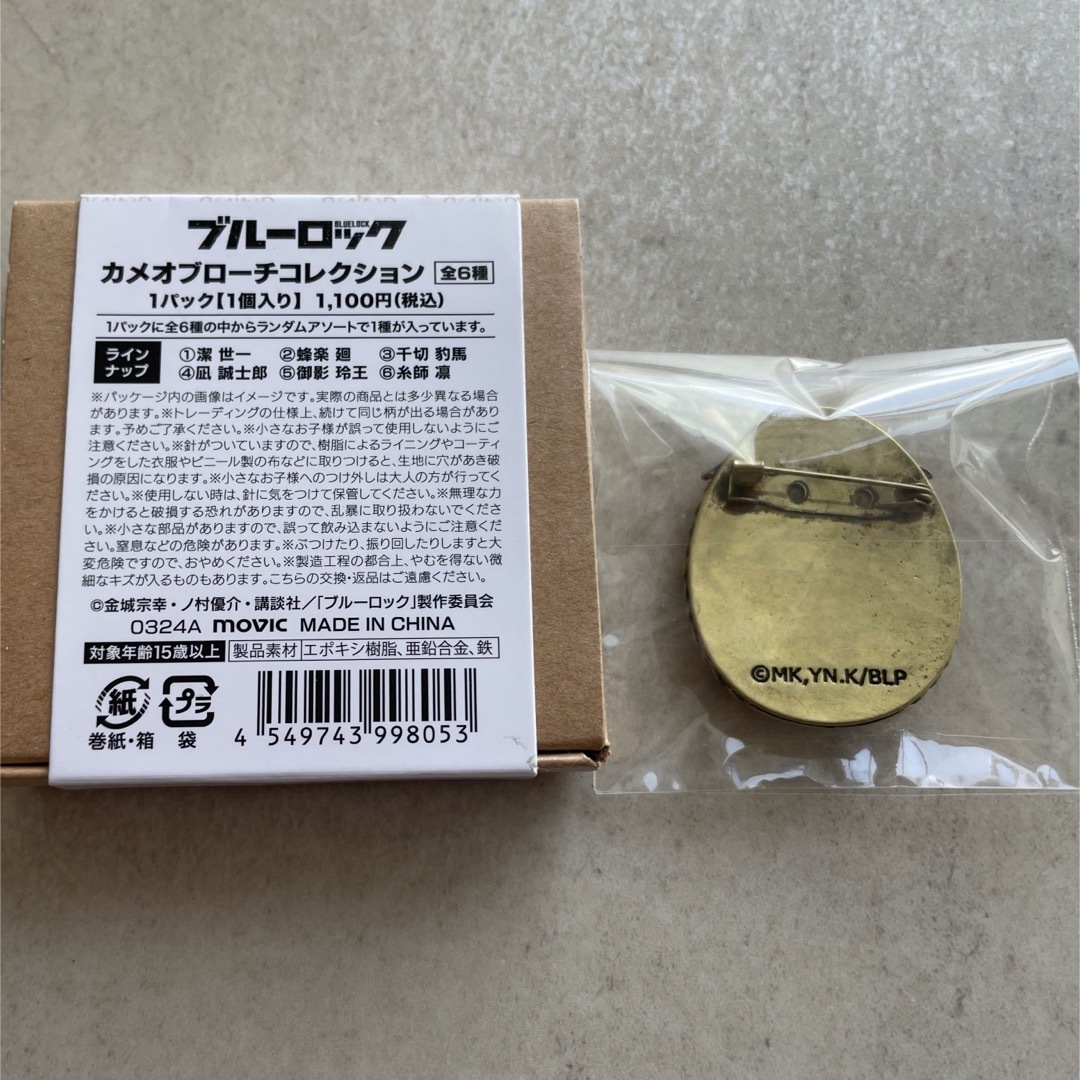 ブルーロック
BLUELOCK
カメオブローチコレクション 全6種
1パック【1個入り】 1,100円(税込)
1パックに全6種の中からランダムアソートで1種が入っています。
ライン
ナップ
①潔 世一 ②蜂楽 廻 ③千切 豹馬
④凪 誠士郎 ⑤御影 玲王 ⑥糸師 凛
※パッケージ内の画像はイメージです。実際の商品とは多少異なる場合
があります。※トレーディングの仕様上、続けて同じ柄が出る場合があり
ます。予めご了承ください。※小さなお子様が誤って使用しないようにご
注意ください。※針がついていますので、樹脂によるライニングやコーティ
ングをした衣服やビニール製の布などに取りつけると、生地に穴があき破
損の原因になります。※小さなお子様へのつけ外しは大人の方が行ってく
ださい。※使用しない時は、針に気をつけて保管してください。※無理な力
をかけると破損する恐れがありますので、乱暴に取り扱わないでください。
※小さな部品がありますので、誤って飲み込まないようにご注意くださ
い。窒息などの危険があります。※ぶつけたり、振り回したりしますと大
変危険ですので、おやめください。※製造工程の都合上、やむを得ない微
細なキズが入るものもあります。こちらの交換・返品はご遠慮ください。
©金城宗幸・ノ村優介・講談社/「ブルーロック」製作委員会
0324A movic MADE IN CHINA
対象年齢15歳以上 製品素材 エポキシ樹脂、亜鉛合金、鉄
紙 プラ
巻紙・箱 袋
4 549743 998053
©MK,YN.K/BLP